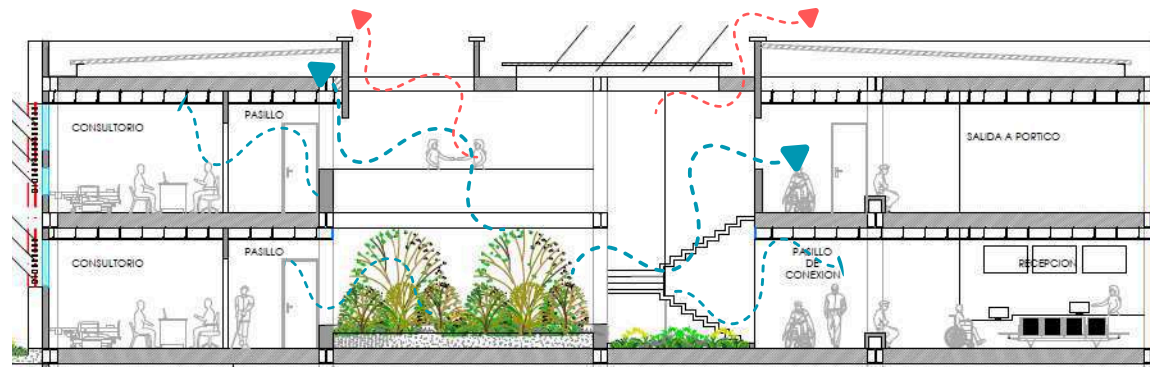 CONSULTORIO
PASILLO
SALIDA A PORTICO
CONSULTORIO
PASILLO
PASILLO
DE
CONEXION
RECEPCION